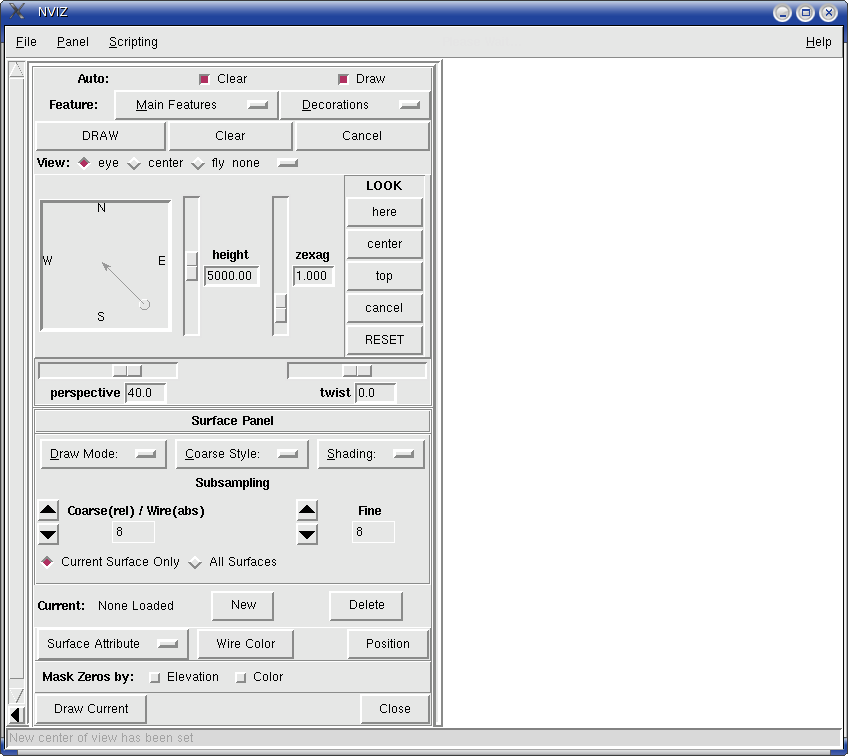 NVIZ
File Panel Scripting Help
Auto: Clear Draw
Feature: Main Features Decorations
DRAW Clear Cancel
View: eye center fly none
LOOK
N
here
height zexag
center
W E
5000.00 1.000
top
S
cancel
RESET
perspective 40.0 twist 0.0
Surface Panel
Draw Mode: Coarse Style: Shading:
Subsampling
Coarse(rel) / Wire(abs) Fine
8 8
Current Surface Only All Surfaces
Current: None Loaded New Delete
Surface Attribute Wire Color Position
Mask Zeros by: Elevation Color
Draw Current Close
New center of view has been set